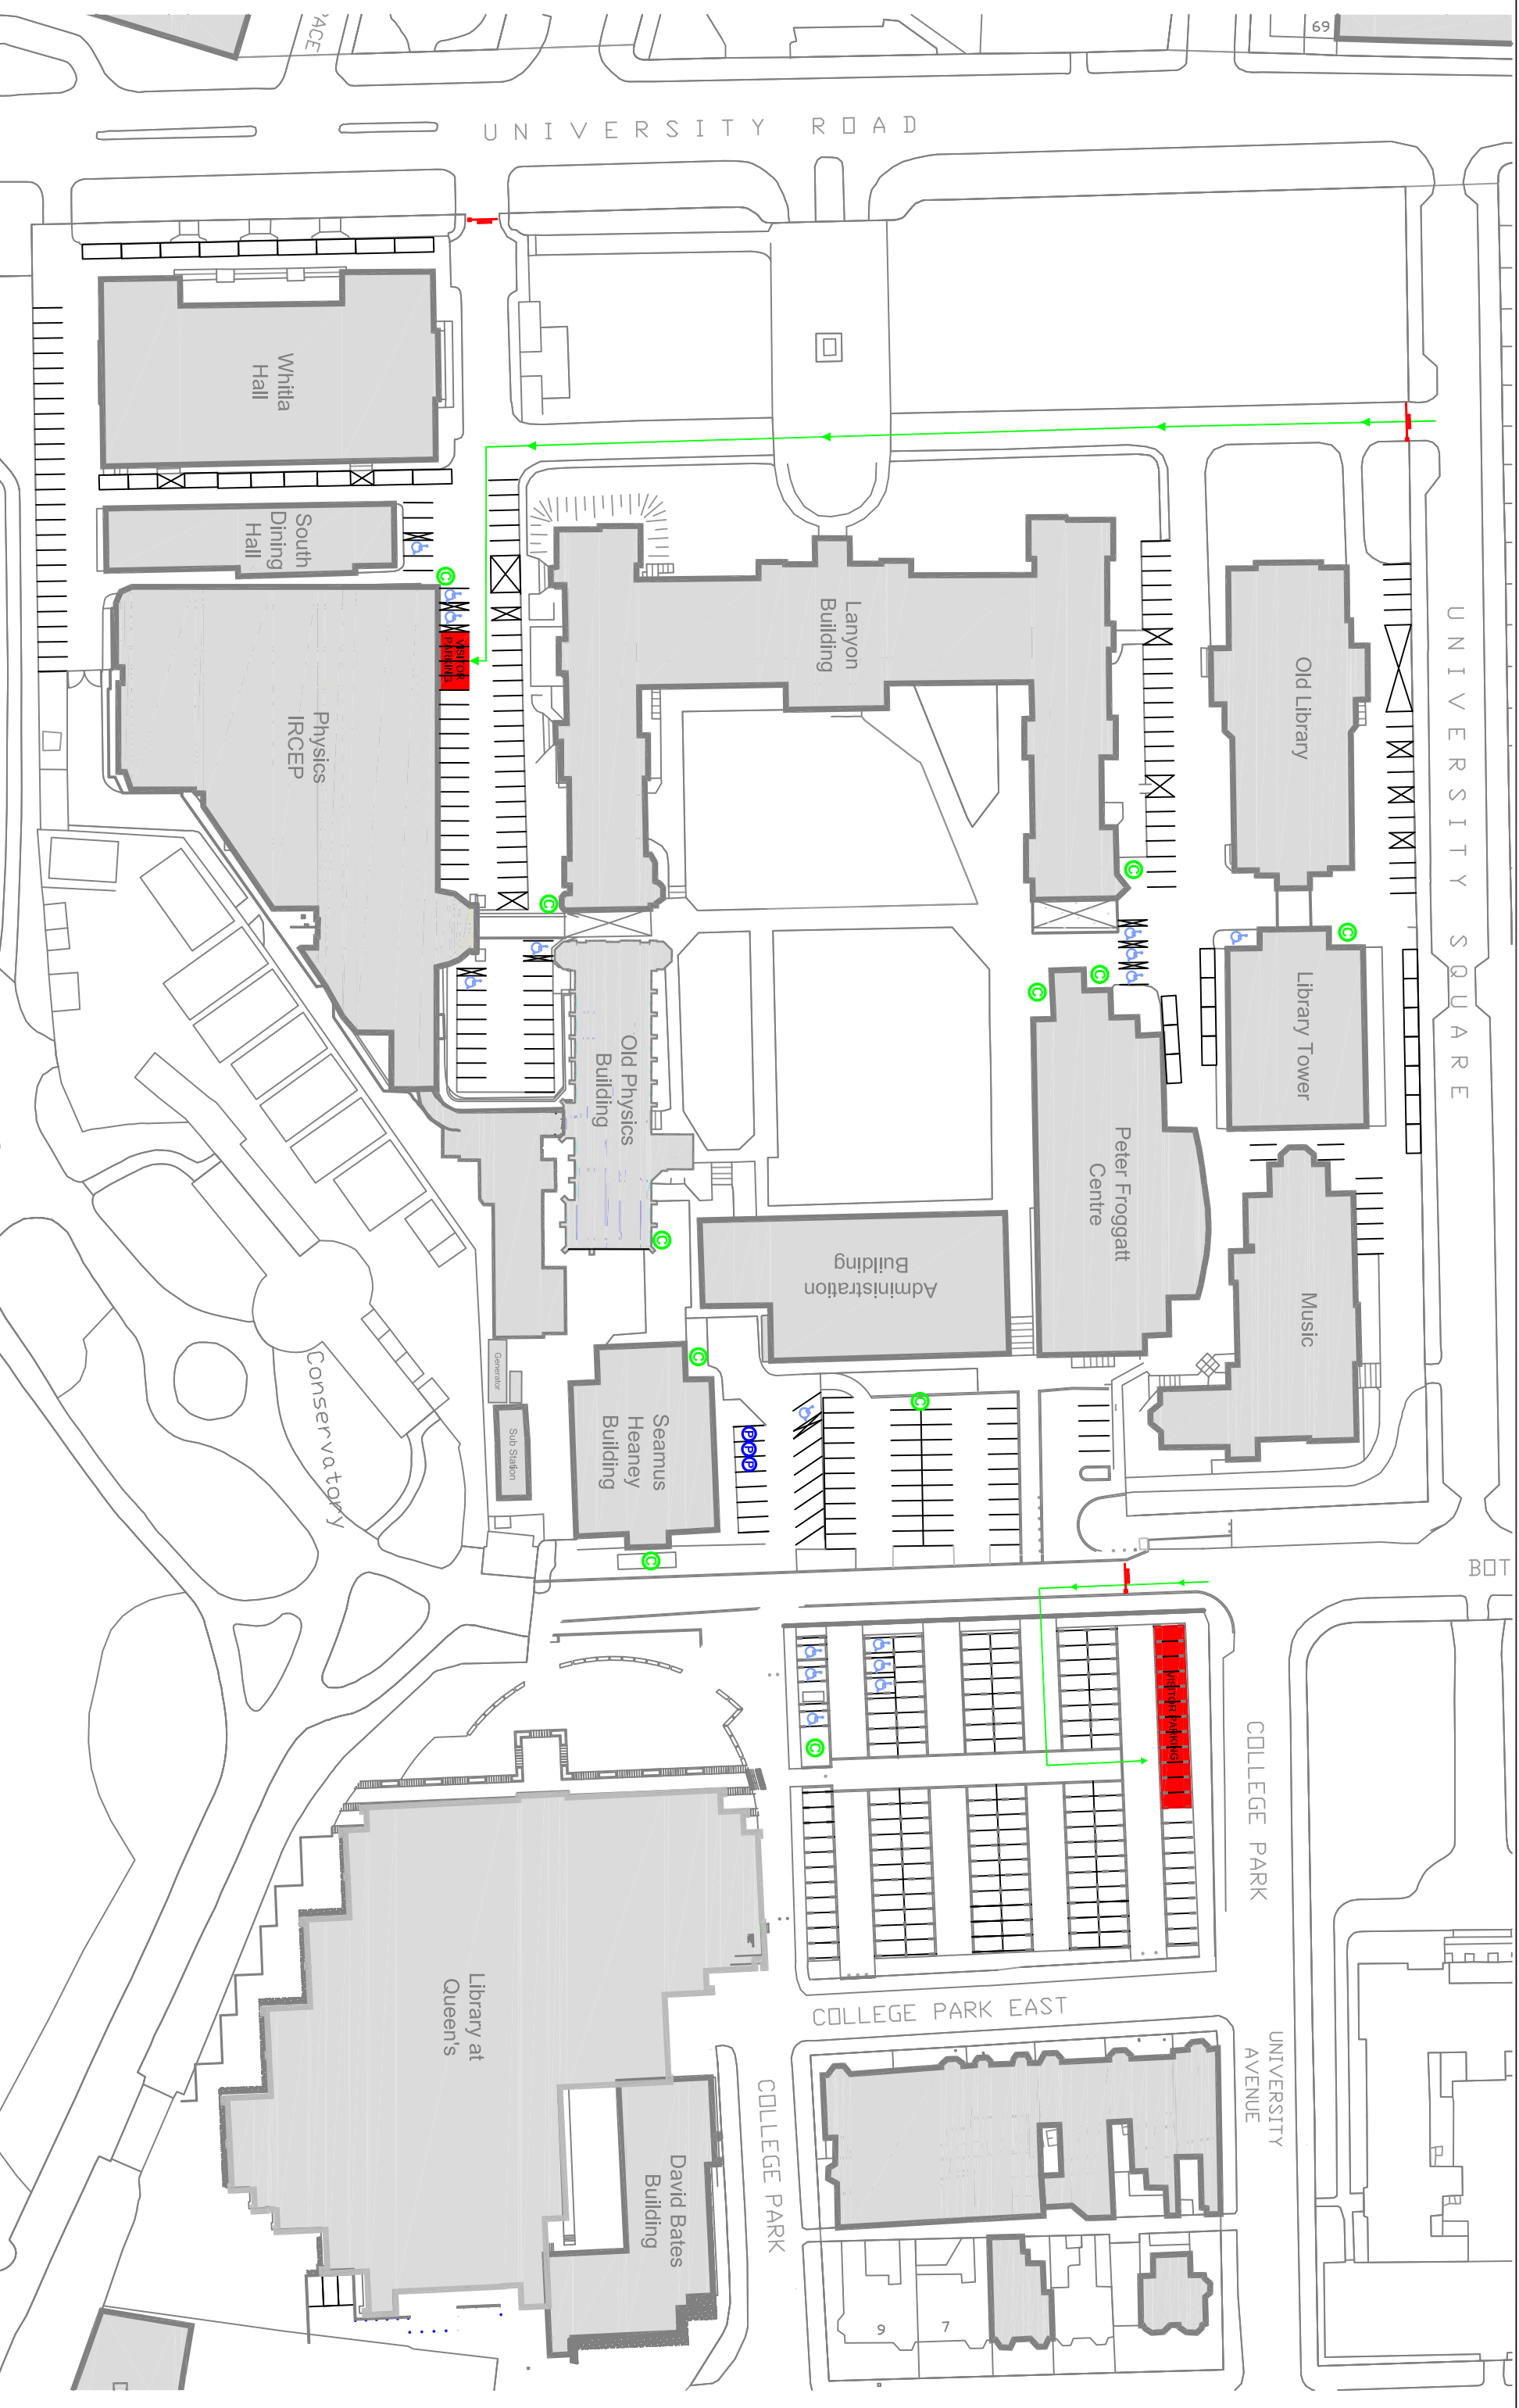 PACE
69
UNIVERSITY ROAD
Whitla
Hall
South
Dining
Hall
VISITOR
PARKING
Physics
IRCEP
Lanyon
Building
Old Library
UNIVERSITY SQUARE
Library Tower
Old Physics
Building
Peter Froggatt
Centre
Administration
Building
Music
Generator
Sub Station
Seamus
Heaney
Building
Conservatory
C
C
C
C
C
C
C
C
C
C
C
P
P
P
BOT
VISITOR PARKING
COLLEGE PARK
Library at
Queen's
COLLEGE PARK EAST
UNIVERSITY
AVENUE
COLLEGE PARK
David Bates
Building
9
7